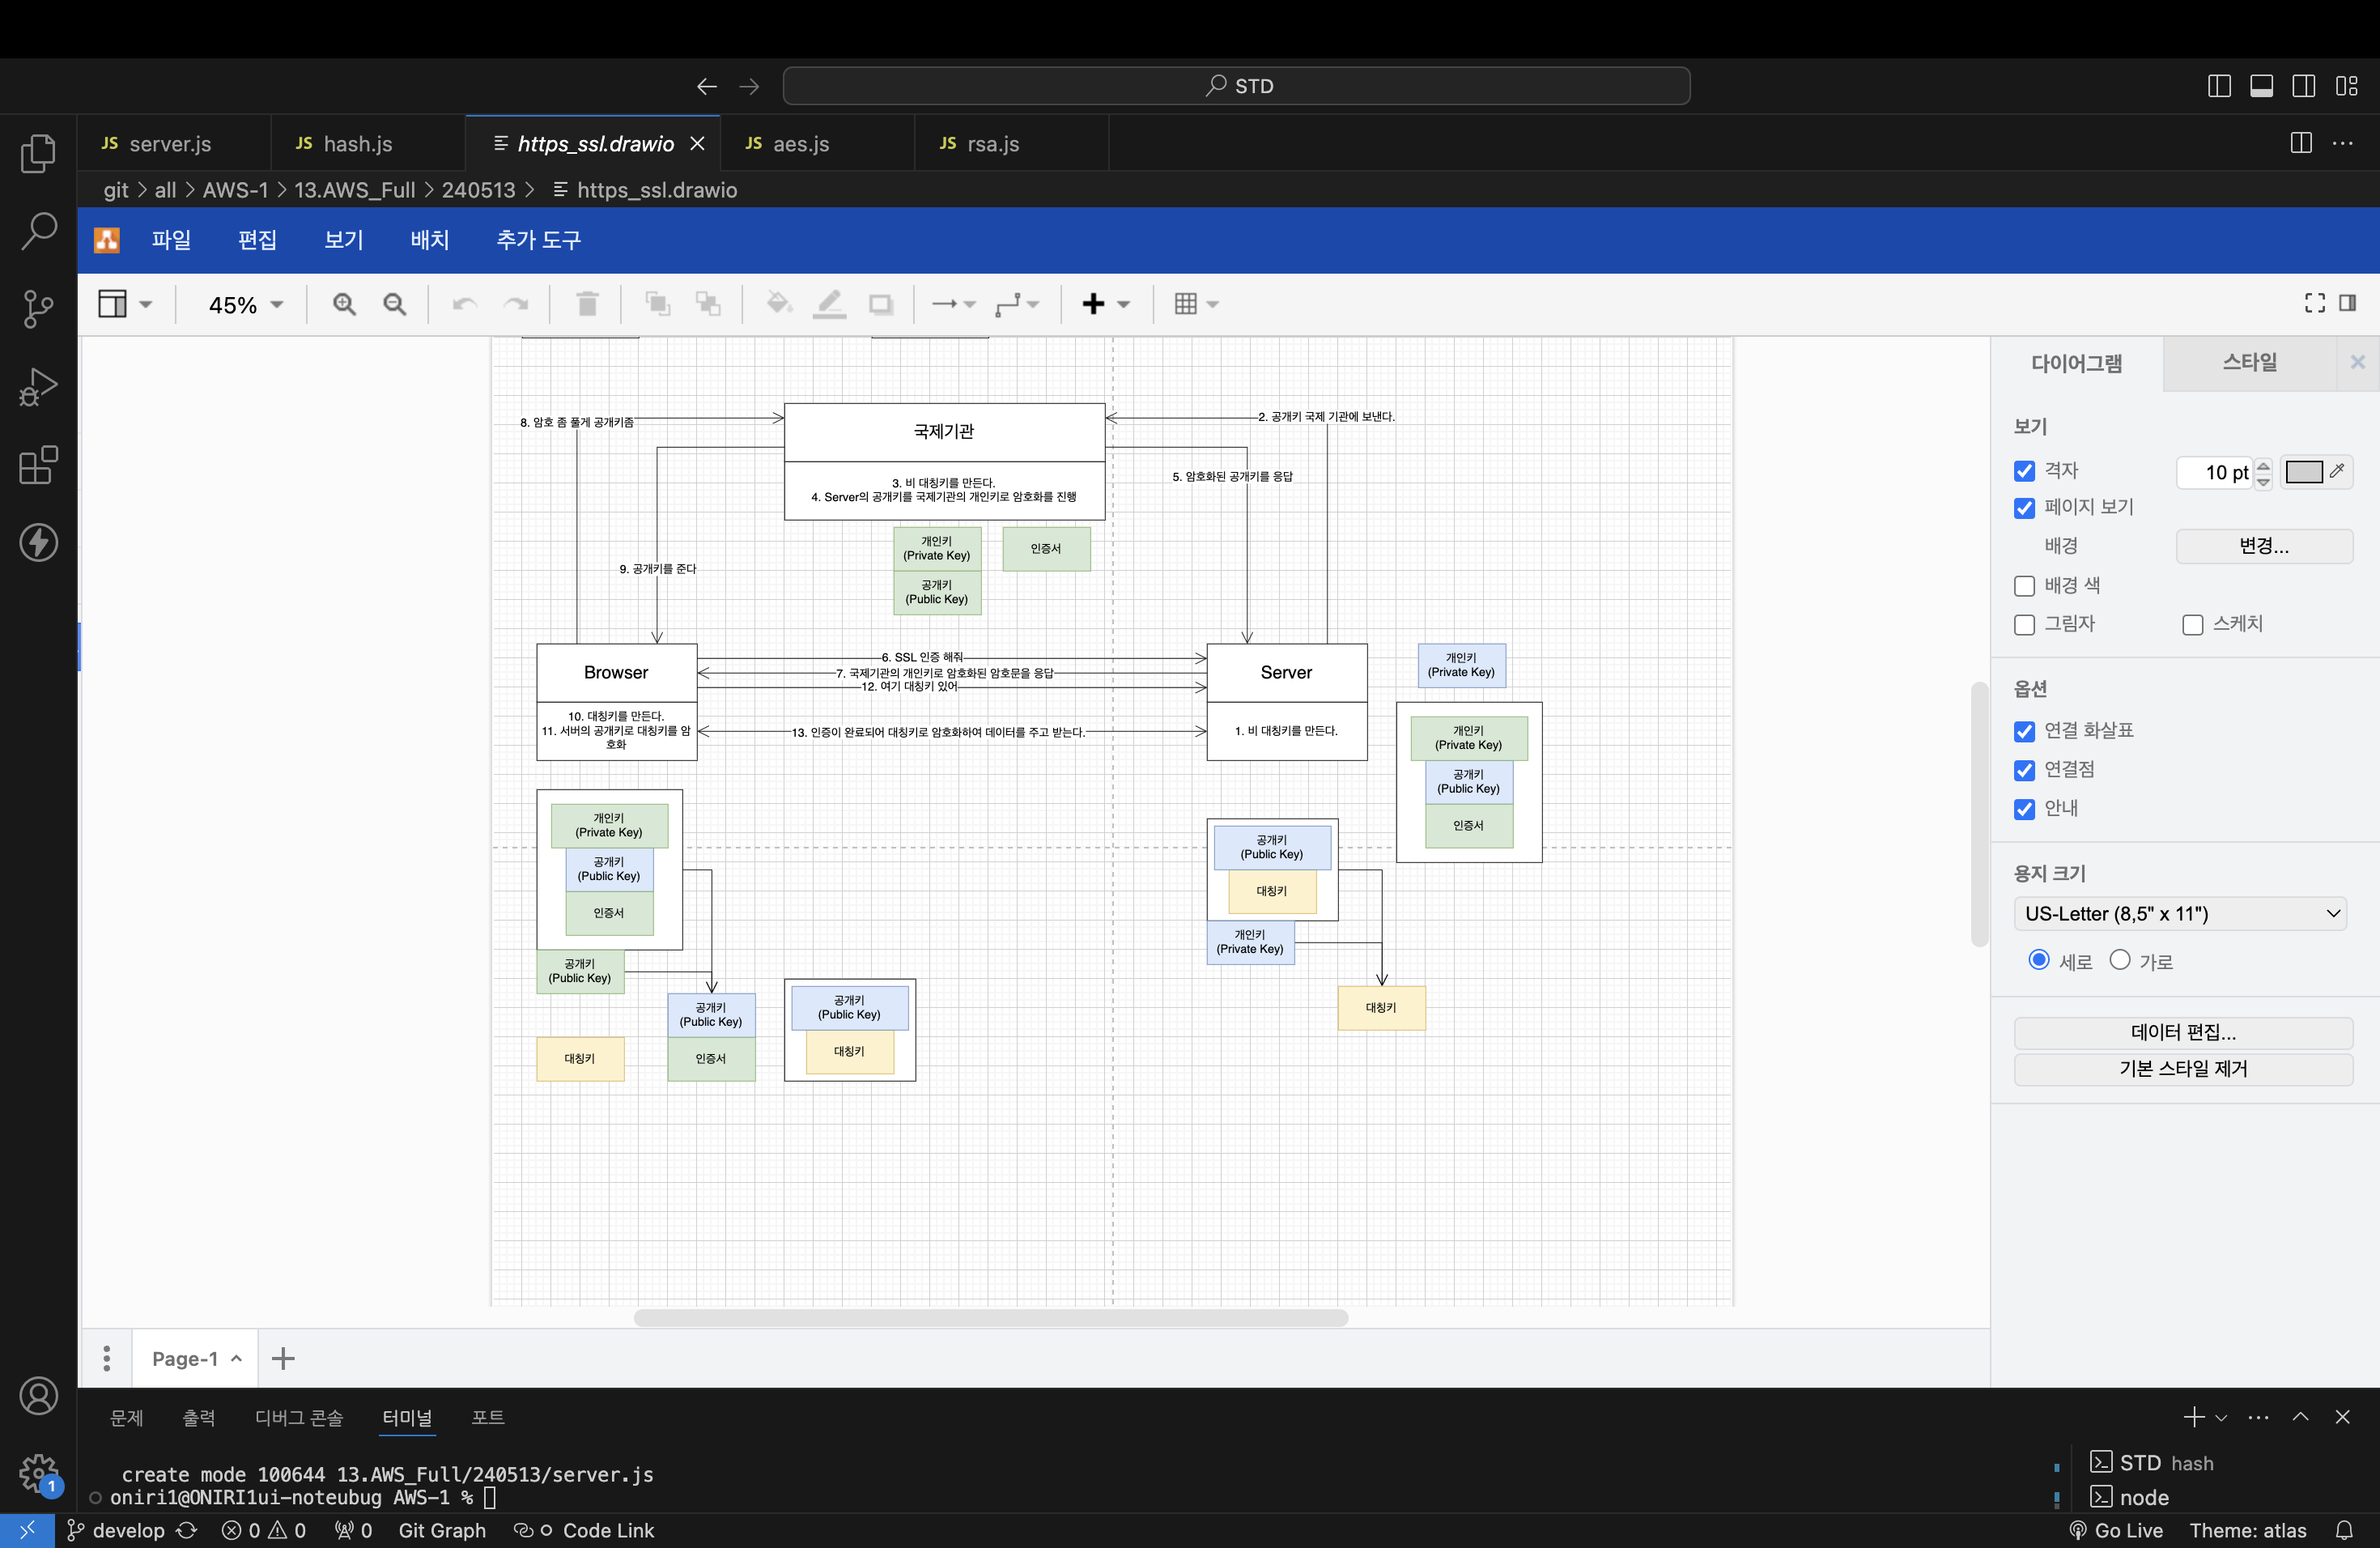 STD
JS server.js
JS hash.js
https_ssl.drawio
JS aes.js
JS rsa.js
git > all > AWS-1 > 13.AWS_Full > 240513 > https_ssl.drawio
파일 편집 보기 배치 추가 도구
45%
다이어그램
스타일
8. 암호 좀 풀게 공개키좀
국제기관
2. 공개키 국제 기관에 보낸다.
3. 비 대칭키를 만든다.
4. Server의 공개키를 국제기관의 개인키로 암호화를 진행
5. 암호화된 공개키를 응답
개인키
(Private Key)
인증서
공개키
(Public Key)
9. 공개키를 준다
Browser
6. SSL 인증 해줘
7. 국제기관의 개인키로 암호화된 암호문을 응답
12. 여기 대칭키 있어
Server
개인키
(Private Key)
10. 대칭키를 만든다.
11. 서버의 공개키로 대칭키를 암
호화
13. 인증이 완료되어 대칭키로 암호화하여 데이터를 주고 받는다.
1. 비 대칭키를 만든다.
개인키
(Private Key)
공개키
(Public Key)
인증서
개인키
(Private Key)
공개키
(Public Key)
인증서
공개키
(Public Key)
공개키
(Public Key)
대칭키
개인키
(Private Key)
대칭키
공개키
(Public Key)
인증서
공개키
(Public Key)
대칭키
대칭키
보기
격자
10 pt
페이지 보기
배경
변경...
배경 색
그림자
스케치
옵션
연결 화살표
연결점
안내
용지 크기
US-Letter (8,5" x 11")
세로
가로
데이터 편집...
기본 스타일 제거
Page-1
문제 출력 디버그 콘솔 터미널 포트
create mode 100644 13.AWS_Full/240513/server.js
oniri1@ONIRI1ui-noteubug AWS-1 %
STD hash
node
1
develop
0 0
0
Git Graph
Code Link
Go Live
Theme: atlas